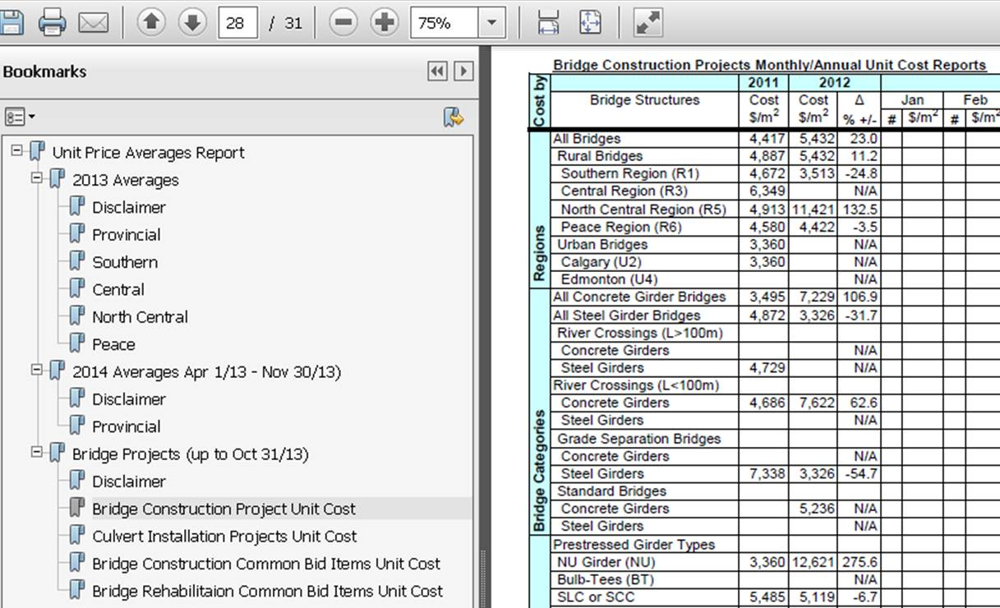 28 / 31 75%
Bookmarks
Unit Price Averages Report
2013 Averages
Disclaimer
Provincial
Southern
Central
North Central
Peace
2014 Averages Apr 1/13 - Nov 30/13)
Disclaimer
Provincial
Bridge Projects (up to Oct 31/13)
Disclaimer
Bridge Construction Project Unit Cost
Culvert Installation Projects Unit Cost
Bridge Construction Common Bid Items Unit Cost
Bridge Rehabilitaion Common Bid Items Unit Cost
Bridge Construction Projects Monthly/Annual Unit Cost Reports
Cost by
2011 2012
Bridge Structures Cost Cost Δ Jan Feb
$/m² $/m² % +/- # $/m² # $/m²
Regions
All Bridges 4,417 5,432 23.0
Rural Bridges 4,887 5,432 11.2
Southern Region (R1) 4,672 3,513 -24.8
Central Region (R3) 6,349 N/A
North Central Region (R5) 4,913 11,421 132.5
Peace Region (R6) 4,580 4,422 -3.5
Urban Bridges 3,360 N/A
Calgary (U2) 3,360 N/A
Edmonton (U4) N/A
Bridge Categories
All Concrete Girder Bridges 3,495 7,229 106.9
All Steel Girder Bridges 4,872 3,326 -31.7
River Crossings (L>100m)
Concrete Girders N/A
Steel Girders 4,729 N/A
River Crossings (L<100m)
Concrete Girders 4,686 7,622 62.6
Steel Girders N/A
Grade Separation Bridges
Concrete Girders N/A
Steel Girders 7,338 3,326 -54.7
Standard Bridges
Concrete Girders 5,236 N/A
Steel Girders N/A
Prestressed Girder Types
NU Girder (NU) 3,360 12,621 275.6
Bulb-Tees (BT) N/A
SLC or SCC 5,485 5,119 -6.7